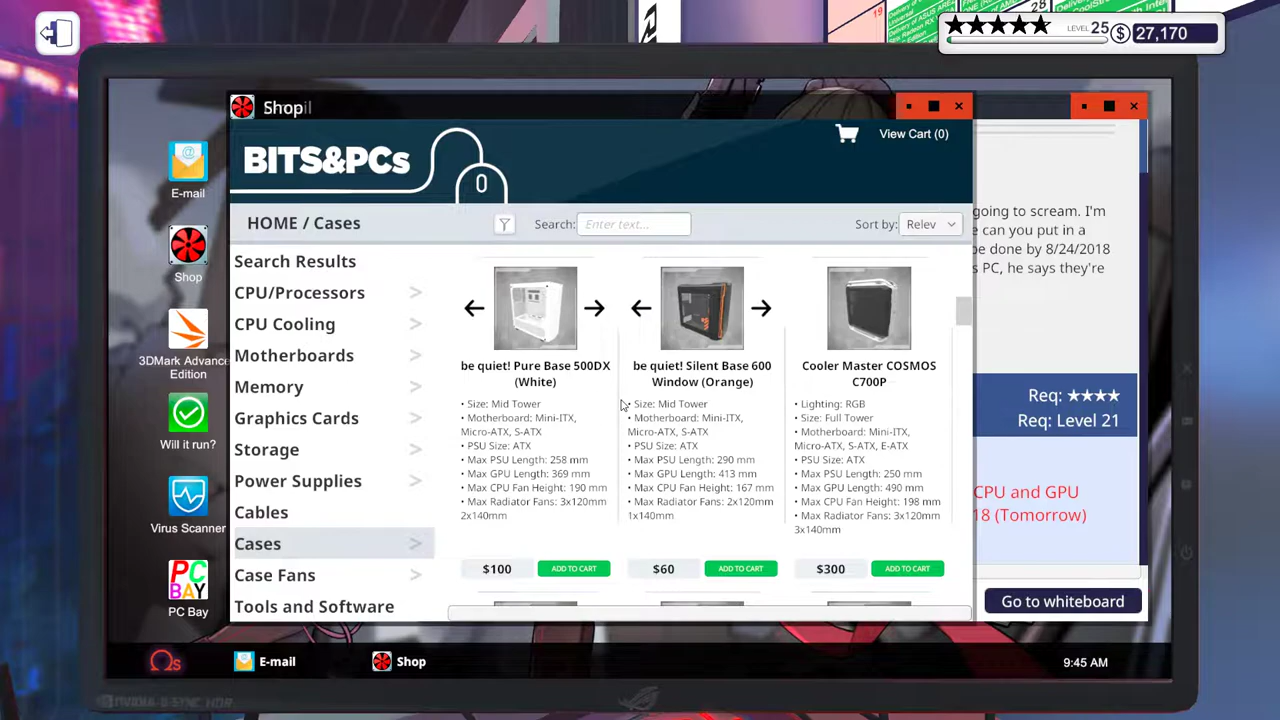 LEVEL 25 $ 27,170
Shop
BITS&PCs
View Cart (0)
HOME / Cases
Search: Enter text...
Sort by: Relev
E-mail
Shop
3DMark Advance
Edition
Will it run?
Virus Scanner
PC
BAY
PC Bay
Search Results
CPU/Processors >
CPU Cooling >
Motherboards >
Memory >
Graphics Cards >
Storage >
Power Supplies >
Cables
Cases >
Case Fans >
Tools and Software
be quiet! Pure Base 500DX
(White)
• Size: Mid Tower
• Motherboard: Mini-ITX,
Micro-ATX, S-ATX
• PSU Size: ATX
• Max PSU Length: 258 mm
• Max GPU Length: 369 mm
• Max CPU Fan Height: 190 mm
• Max Radiator Fans: 3x120mm
2x140mm
$100 ADD TO CART
be quiet! Silent Base 600
Window (Orange)
• Size: Mid Tower
• Motherboard: Mini-ITX,
Micro-ATX, S-ATX
• PSU Size: ATX
• Max PSU Length: 290 mm
• Max GPU Length: 413 mm
• Max CPU Fan Height: 167 mm
• Max Radiator Fans: 2x120mm
1x140mm
$60 ADD TO CART
Cooler Master COSMOS
C700P
• Lighting: RGB
• Size: Full Tower
• Motherboard: Mini-ITX,
Micro-ATX, S-ATX, E-ATX
• PSU Size: ATX
• Max PSU Length: 250 mm
• Max GPU Length: 490 mm
• Max CPU Fan Height: 198 mm
• Max Radiator Fans: 3x120mm
3x140mm
$300 ADD TO CART
going to scream. I'm
e can you put in a
be done by 8/24/2018
s PC, he says they're
Req: ★★★★
Req: Level 21
CPU and GPU
18 (Tomorrow)
Go to whiteboard
E-mail
Shop
9:45 AM